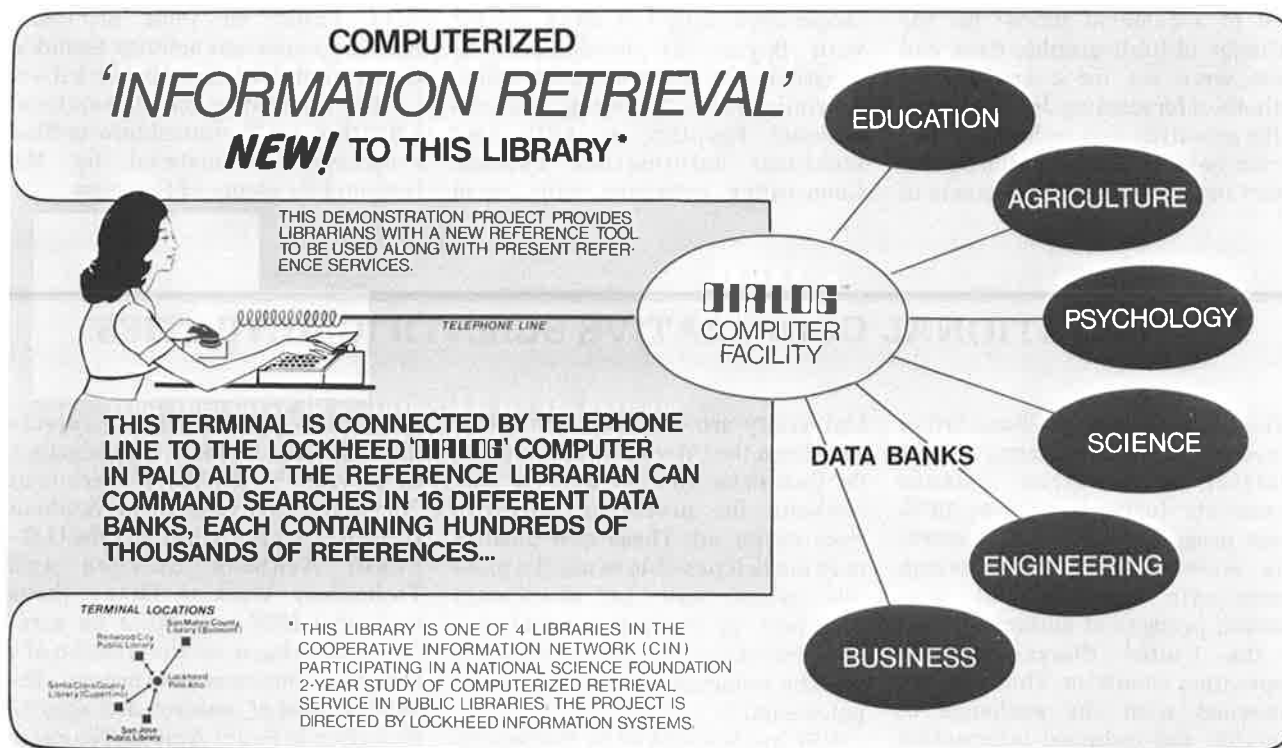 COMPUTERIZED
'INFORMATION RETRIEVAL'
NEW! TO THIS LIBRARY*
THIS DEMONSTRATION PROJECT PROVIDES
LIBRARIANS WITH A NEW REFERENCE TOOL
TO BE USED ALONG WITH PRESENT REFER-
ENCE SERVICES.
TELEPHONE LINE
DIALOG™
COMPUTER
FACILITY
EDUCATION
AGRICULTURE
PSYCHOLOGY
SCIENCE
ENGINEERING
BUSINESS
DATA BANKS
THIS TERMINAL IS CONNECTED BY TELEPHONE
LINE TO THE LOCKHEED 'DIALOG' COMPUTER
IN PALO ALTO. THE REFERENCE LIBRARIAN CAN
COMMAND SEARCHES IN 16 DIFFERENT DATA
BANKS, EACH CONTAINING HUNDREDS OF
THOUSANDS OF REFERENCES...
TERMINAL LOCATIONS
San Mateo County
Library (Belmont)
Redwood City
Public Library
Lockheed
Palo Alto
Santa Clara County
Library (Cupertino)
San Jose
Public Library
*THIS LIBRARY IS ONE OF 4 LIBRARIES IN THE
COOPERATIVE INFORMATION NETWORK (CIN)
PARTICIPATING IN A NATIONAL SCIENCE FOUNDATION
2-YEAR STUDY OF COMPUTERIZED RETRIEVAL
SERVICE IN PUBLIC LIBRARIES. THE PROJECT IS
DIRECTED BY LOCKHEED INFORMATION SYSTEMS.